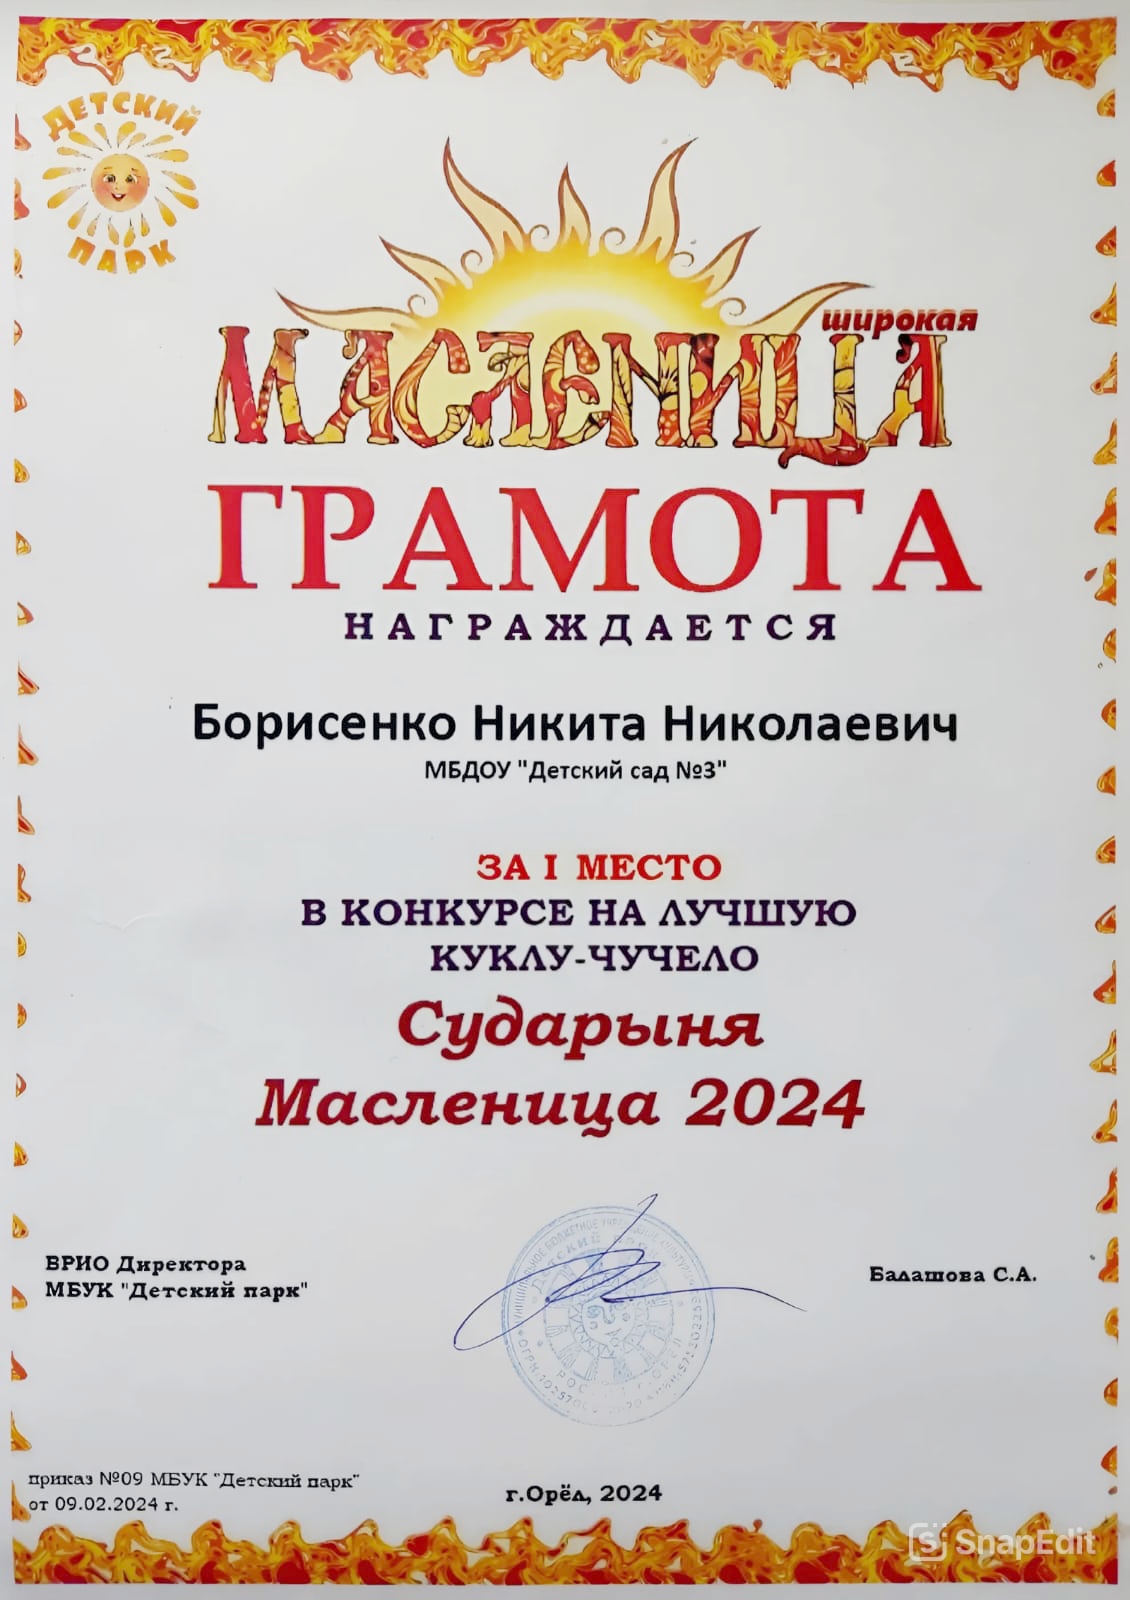 ДЕТСКИЙ
ПАРК
широкая
МАСЛЕНИЦА
ГРАМОТА
НАГРАЖДАЕТСЯ
Борисенко Никита Николаевич
МБДОУ "Детский сад №3"
ЗА I МЕСТО
В КОНКУРСЕ НА ЛУЧШУЮ
КУКЛУ-ЧУЧЕЛО
Сударыня
Масленица 2024
ВРИО Директора
МБУК "Детский парк"
Балашова С.А.
приказ №09 МБУК "Детский парк"
от 09.02.2024 г.
г.Орёл, 2024
SnapEdit